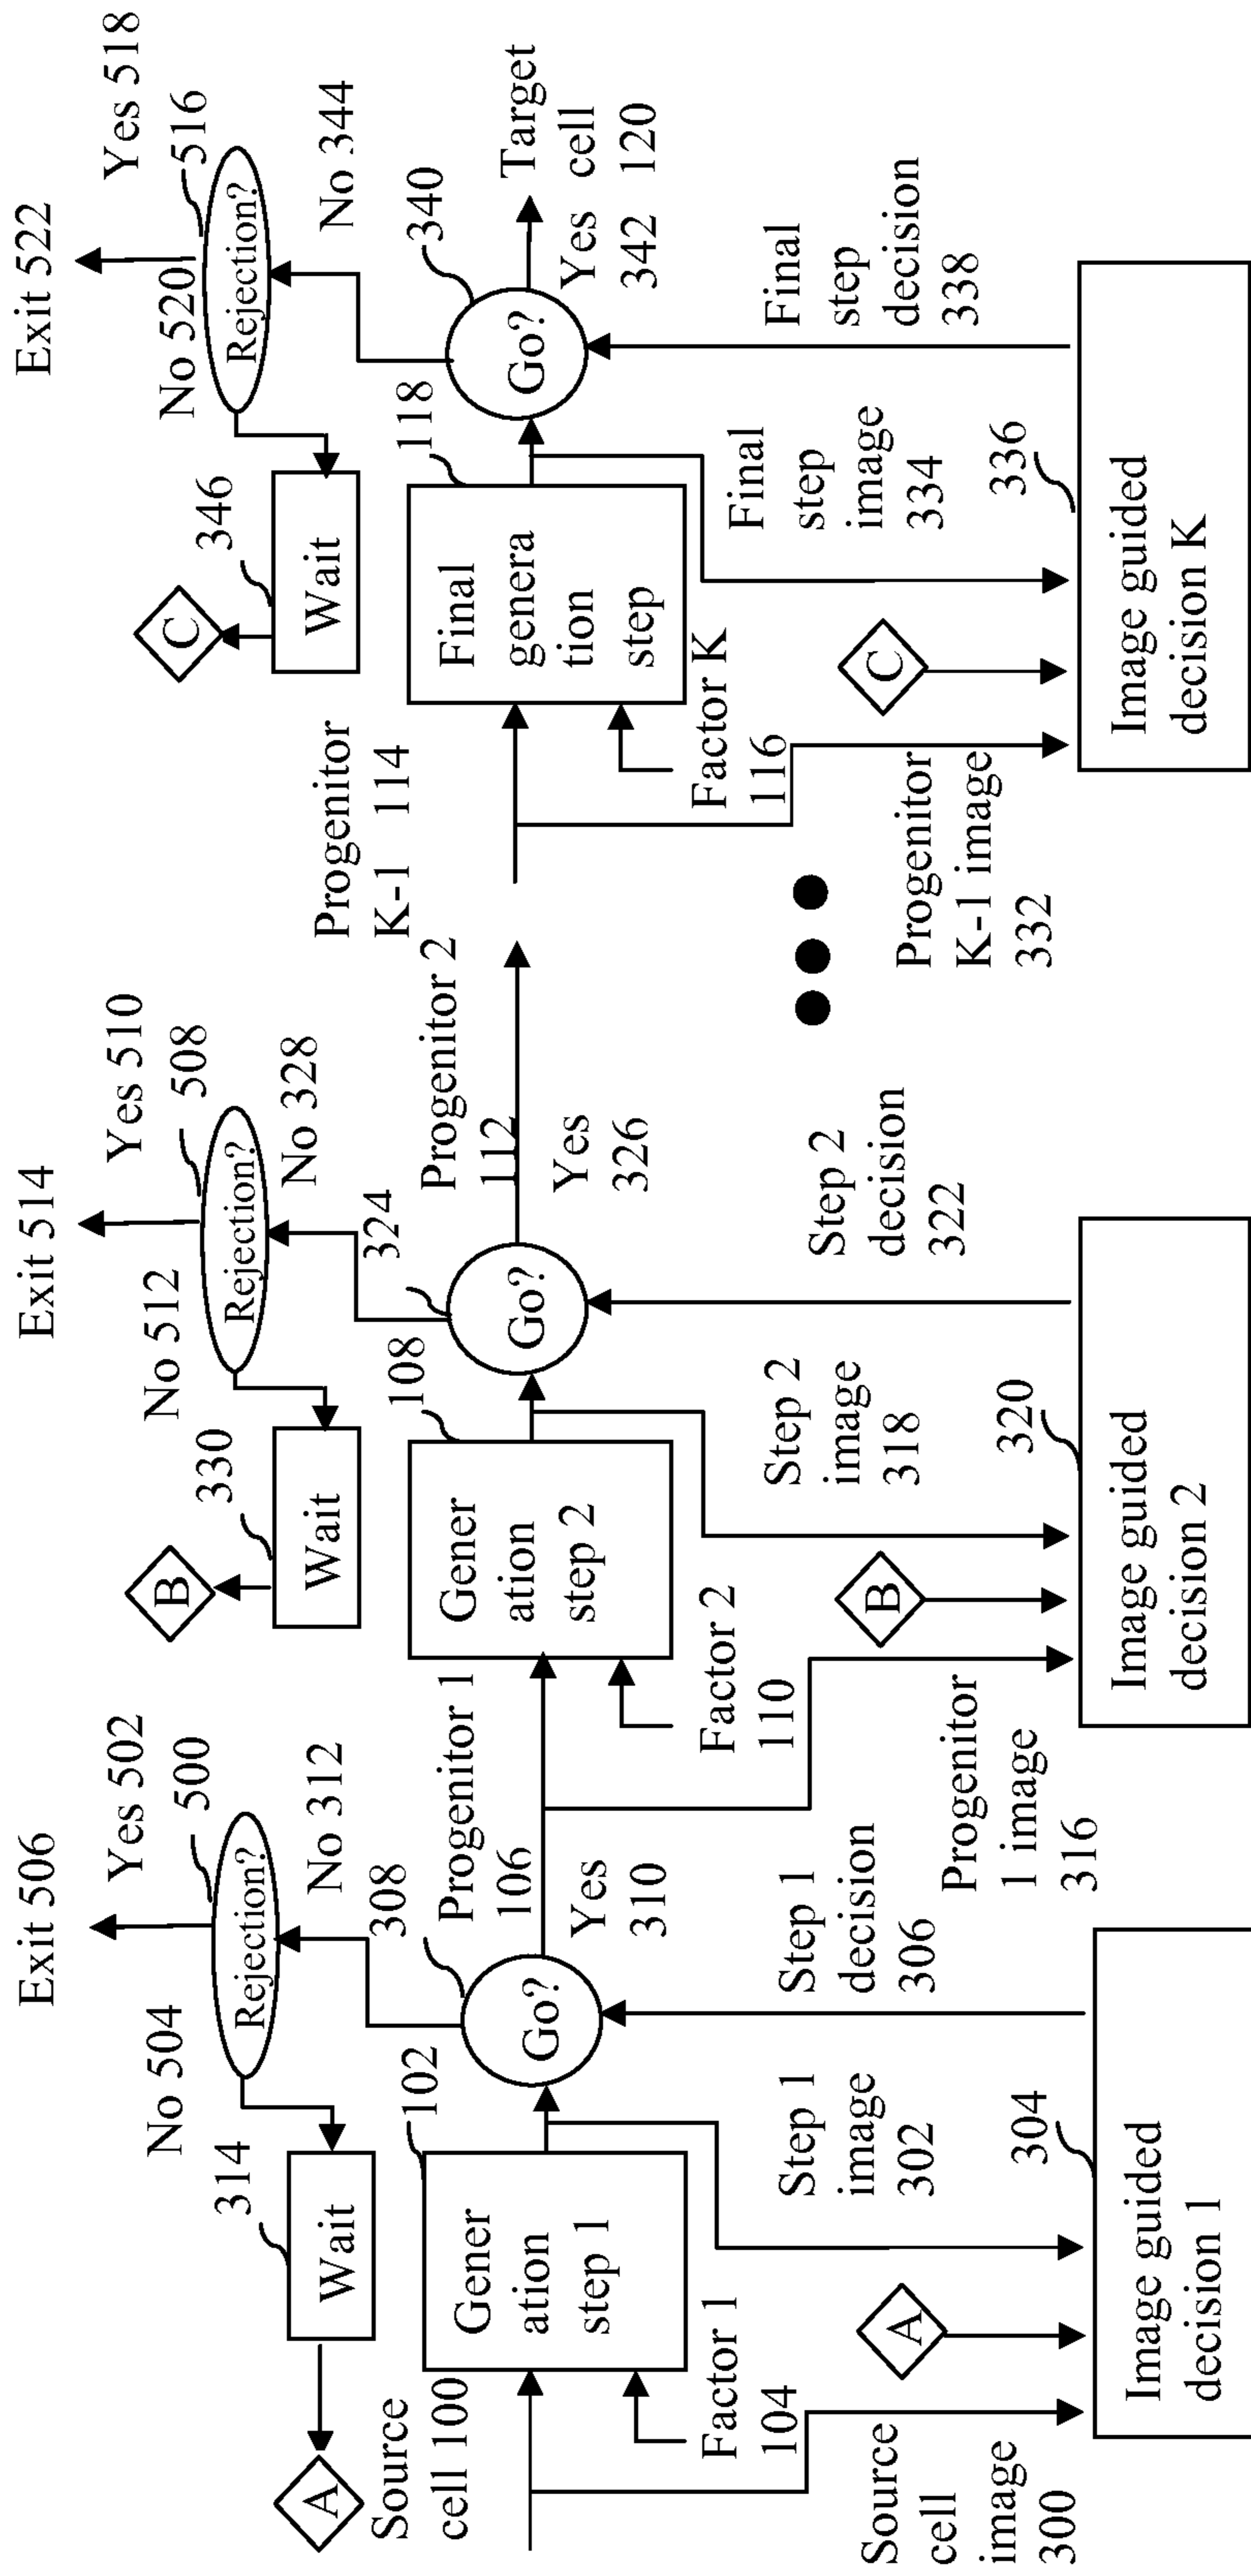 Exit 506
Yes 502
500
No 504
Rejection?
No 312
314
Wait
A
308
102
Source
cell 100
Gener
ation
step 1
Go?
Progenitor 1
106
Yes
310
Factor 1
104
Step 1
image
302
Step 1
decision
306
A
Source
cell
image
300
304
Image guided
decision 1
Exit 514
Yes 510
508
No 512
Rejection?
No 328
330
Wait
B
324
108
Gener
ation
step 2
Go?
Progenitor 2
112
Yes
326
Factor 2
110
Step 2
image
318
Step 2
decision
322
B
Progenitor
1 image
316
320
Image guided
decision 2
Exit 522
Yes 518
516
No 520
Rejection?
No 344
346
Wait
C
340
118
Progenitor
K-1 114
Final
genera
tion
step
Go?
Target
cell
120
Yes
342
Factor K
116
Final
step
image
334
Final
step
decision
338
C
Progenitor
K-1 image
332
336
Image guided
decision K